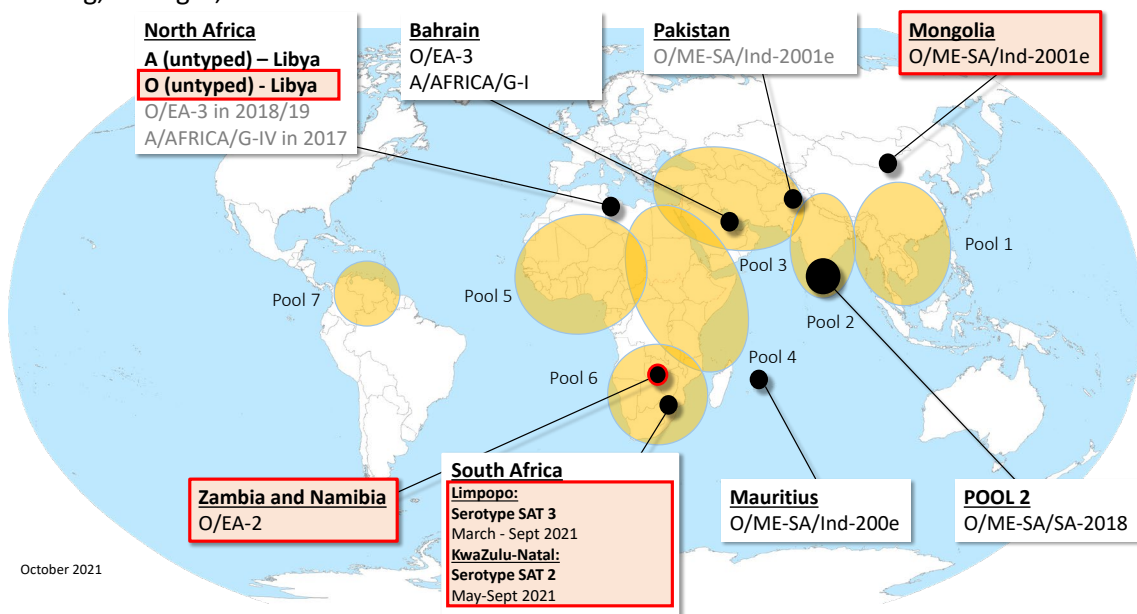 North Africa
A (untyped) – Libya
O (untyped) - Libya
O/EA-3 in 2018/19
A/AFRICA/G-IV in 2017
Bahrain
O/EA-3
A/AFRICA/G-I
Pakistan
O/ME-SA/Ind-2001e
Mongolia
O/ME-SA/Ind-2001e
Pool 1
Pool 3
Pool 5
Pool 7
Pool 2
Pool 4
Pool 6
Zambia and Namibia
O/EA-2
South Africa
Limpopo:
Serotype SAT 3
March - Sept 2021
KwaZulu-Natal:
Serotype SAT 2
May-Sept 2021
Mauritius
O/ME-SA/Ind-200e
POOL 2
O/ME-SA/SA-2018
October 2021